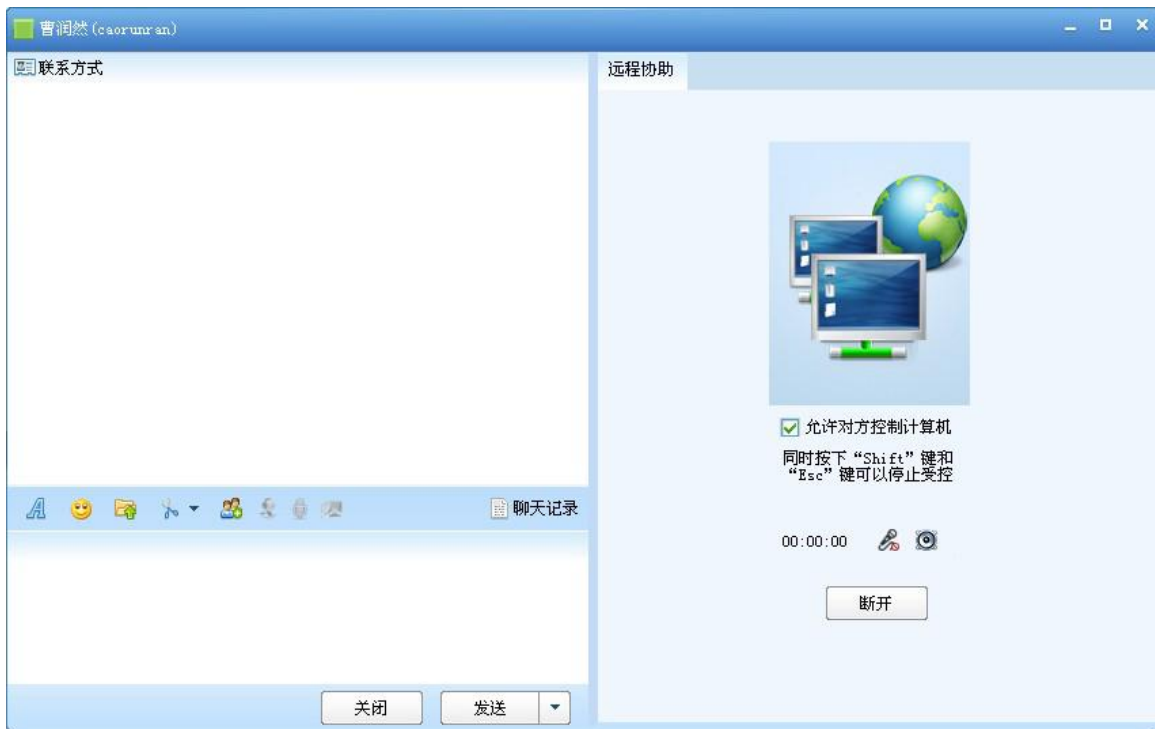 曹润然(caorunran)
联系方式
聊天记录
关闭
发送
远程协助
允许对方控制计算机
同时按下“Shift”键和
“Esc”键可以停止受控
00:00:00
断开